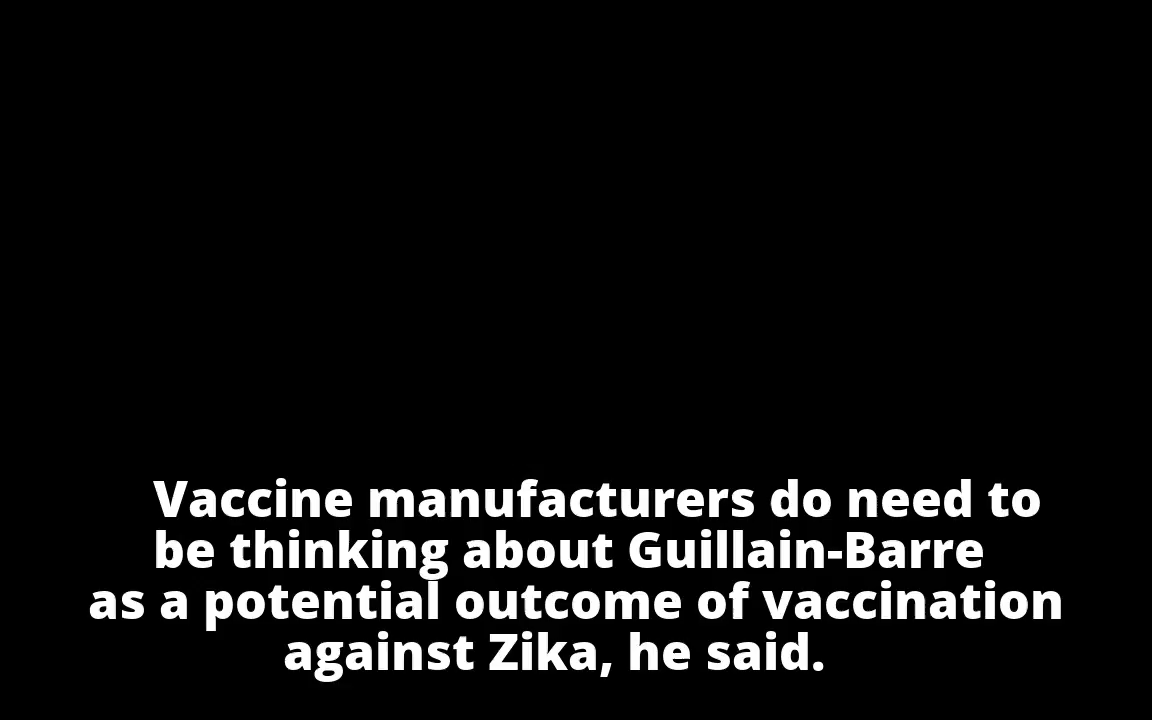 Vaccine manufacturers do need to
be thinking about Guillain-Barre
as a potential outcome of vaccination
against Zika, he said.